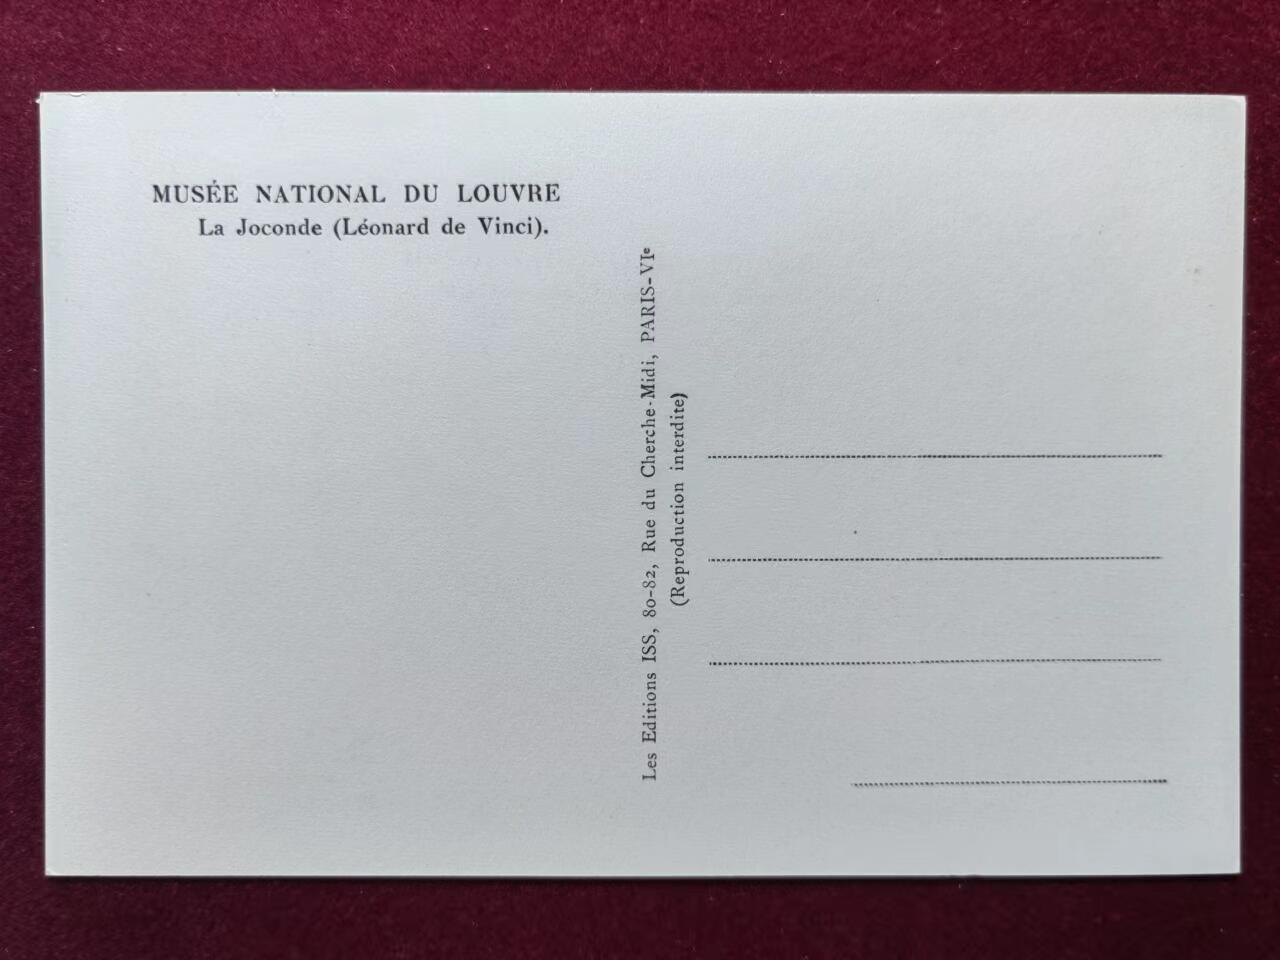 MUSÉE NATIONAL DU LOUVRE
La Joconde (Léonard de Vinci).
Les Editions ISS, 80-82, Rue du Cherche-Midi, PARIS-VIᵉ
(Reproduction interdite)